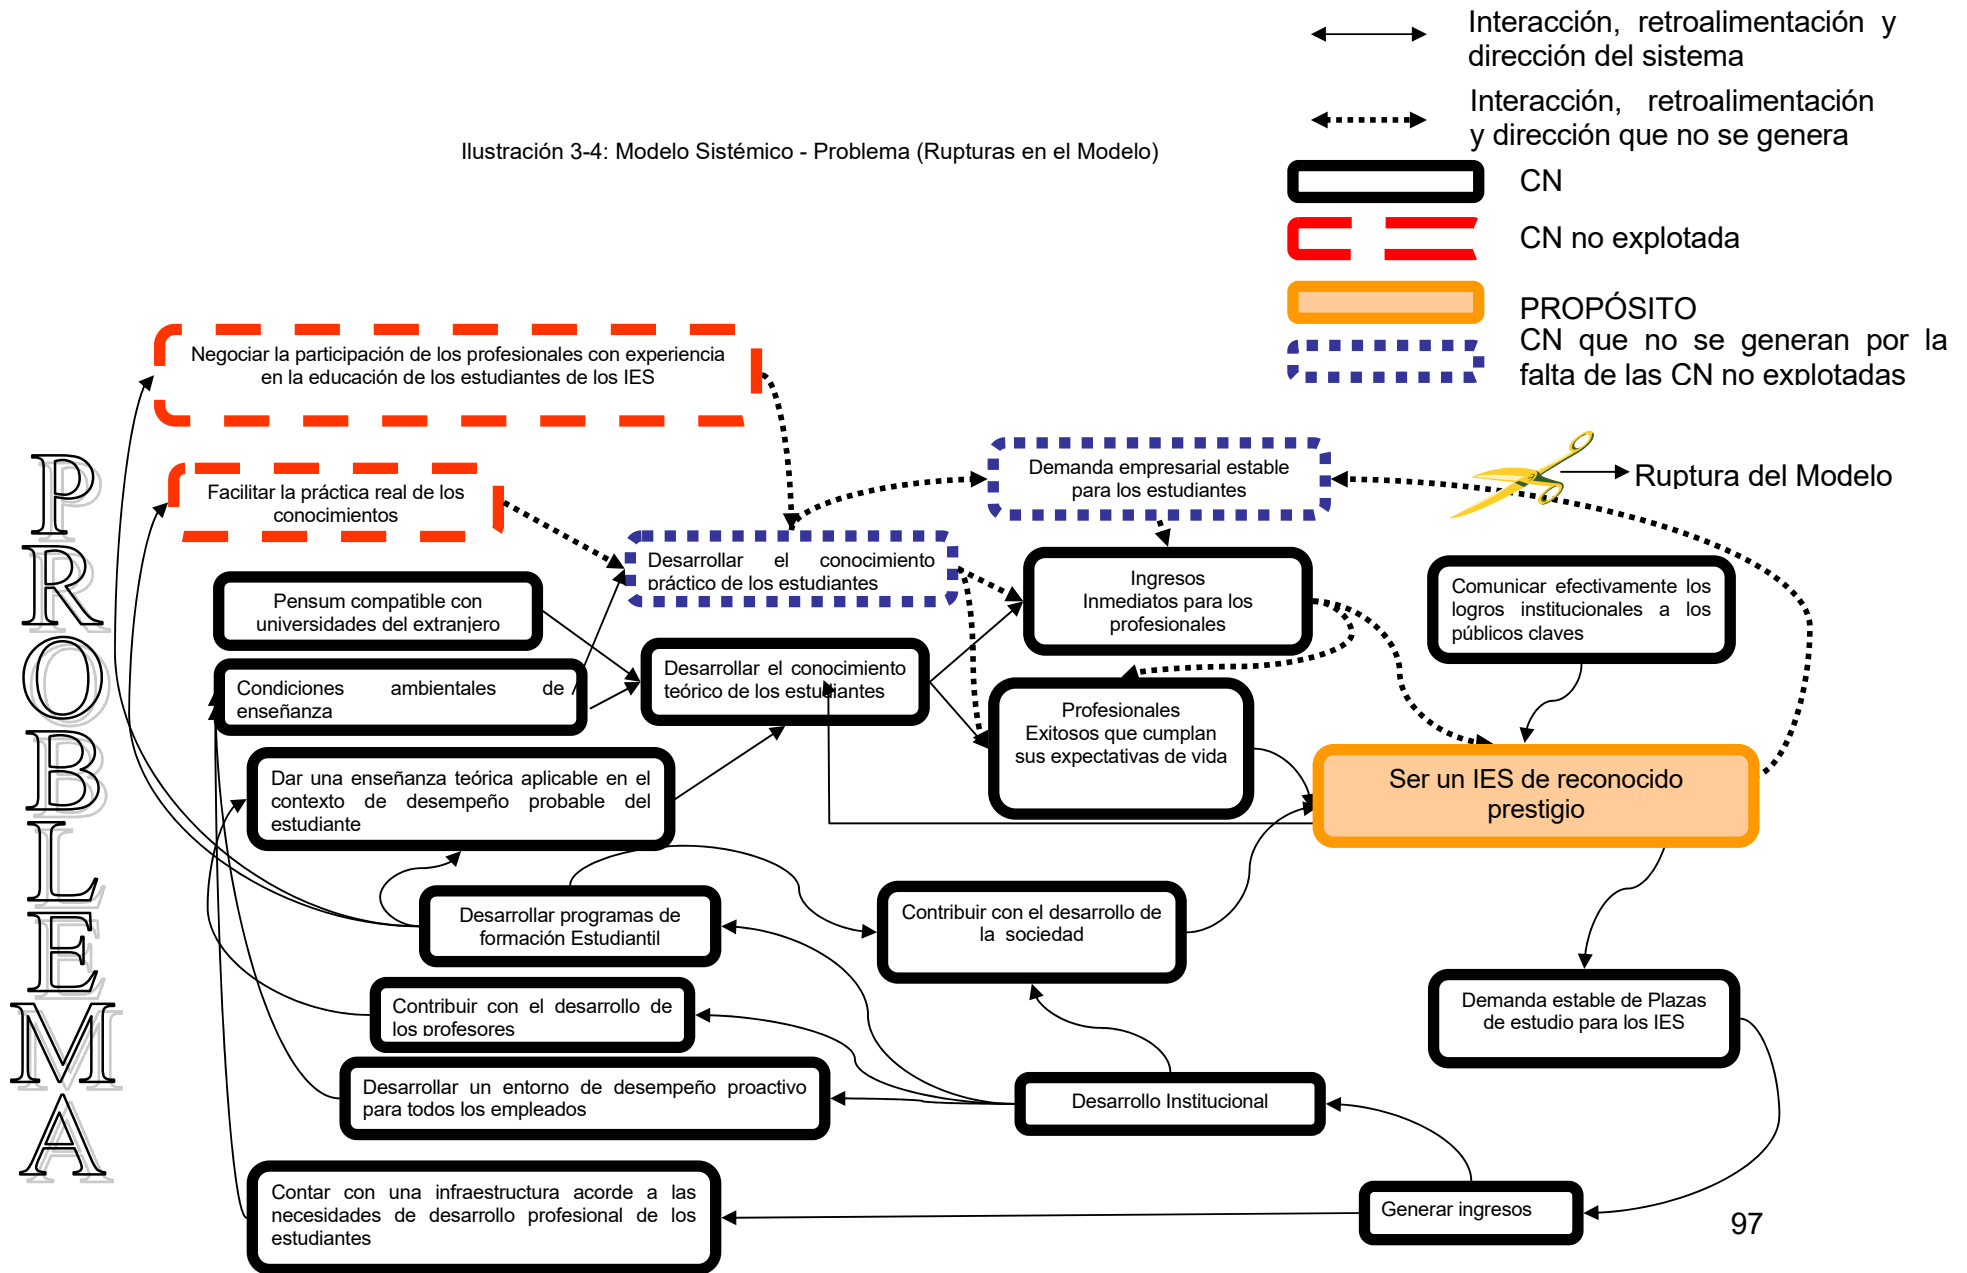 Interacción, retroalimentación y
dirección del sistema
Interacción, retroalimentación
y dirección que no se genera
Ilustración 3-4: Modelo Sistémico - Problema (Rupturas en el Modelo)
CN
CN no explotada
PROPÓSITO
CN que no se generan por la
falta de las CN no explotadas
Ruptura del Modelo
PROBLEMA
Negociar la participación de los profesionales con experiencia
en la educación de los estudiantes de los IES
Facilitar la práctica real de los
conocimientos
Demanda empresarial estable
para los estudiantes
Desarrollar el conocimiento
práctico de los estudiantes
Pensum compatible con
universidades del extranjero
Ingresos
Inmediatos para los
profesionales
Comunicar efectivamente los
logros institucionales a los
públicos claves
Condiciones ambientales de
enseñanza
Desarrollar el conocimiento
teórico de los estudiantes
Profesionales
Exitosos que cumplan
sus expectativas de vida
Dar una enseñanza teórica aplicable en el
contexto de desempeño probable del
estudiante
Ser un IES de reconocido
prestigio
Desarrollar programas de
formación Estudiantil
Contribuir con el desarrollo de
la sociedad
Contribuir con el desarrollo de
los profesores
Demanda estable de Plazas
de estudio para los IES
Desarrollar un entorno de desempeño proactivo
para todos los empleados
Desarrollo Institucional
Contar con una infraestructura acorde a las
necesidades de desarrollo profesional de los
estudiantes
Generar ingresos
97